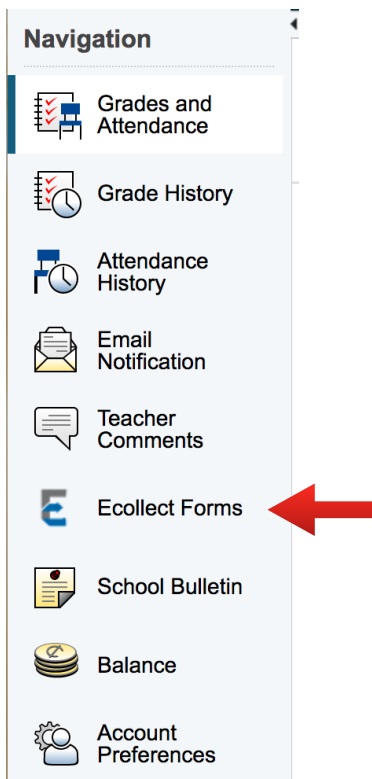 Navigation
Grades and
Attendance
Grade History
Attendance
History
Email
Notification
Teacher
Comments
Ecollect Forms
School Bulletin
Balance
Account
Preferences